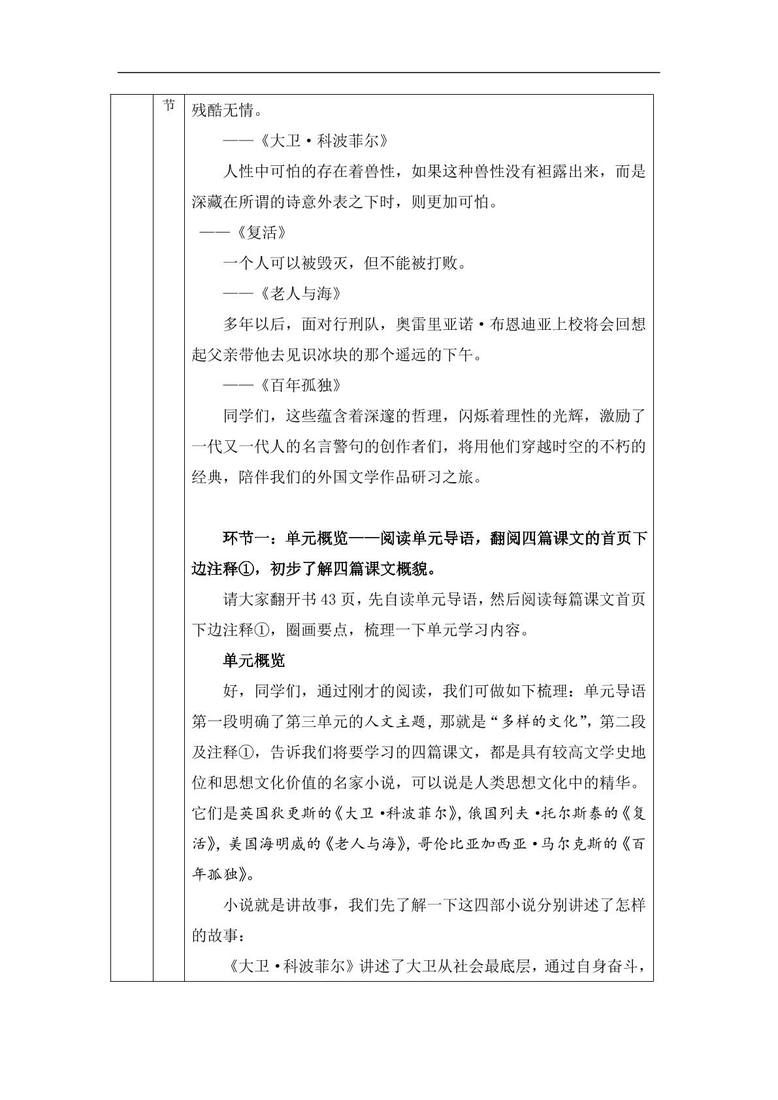 节
残酷无情。
——《大卫·科波菲尔》
人性中可怕的存在着兽性，如果这种兽性没有袒露出来，而是
深藏在所谓的诗意外表之下时，则更加可怕。
——《复活》
一个人可以被毁灭，但不能被打败。
——《老人与海》
多年以后，面对行刑队，奥雷里亚诺·布恩迪亚上校将会回想
起父亲带他去见识冰块的那个遥远的下午。
——《百年孤独》
同学们，这些蕴含着深邃的哲理，闪烁着理性的光辉，激励了
一代又一代人的名言警句的创作者们，将用他们穿越时空的不朽的
经典，陪伴我们的外国文学作品研习之旅。
环节一：单元概览——阅读单元导语，翻阅四篇课文的首页下
边注释①，初步了解四篇课文概貌。
请大家翻开书 43 页，先自读单元导语，然后阅读每篇课文首页
下边注释①，圈画要点，梳理一下单元学习内容。
单元概览
好，同学们，通过刚才的阅读，我们可做如下梳理：单元导语
第一段明确了第三单元的人文主题，那就是“多样的文化”，第二段
及注释①，告诉我们将要学习的四篇课文，都是具有较高文学史地
位和思想文化价值的名家小说，可以说是人类思想文化中的精华。
它们是英国狄更斯的《大卫·科波菲尔》，俄国列夫·托尔斯泰的《复
活》，美国海明威的《老人与海》，哥伦比亚加西亚·马尔克斯的《百
年孤独》。
小说就是讲故事，我们先了解一下这四部小说分别讲述了怎样
的故事：
《大卫·科波菲尔》讲述了大卫从社会最底层，通过自身奋斗，